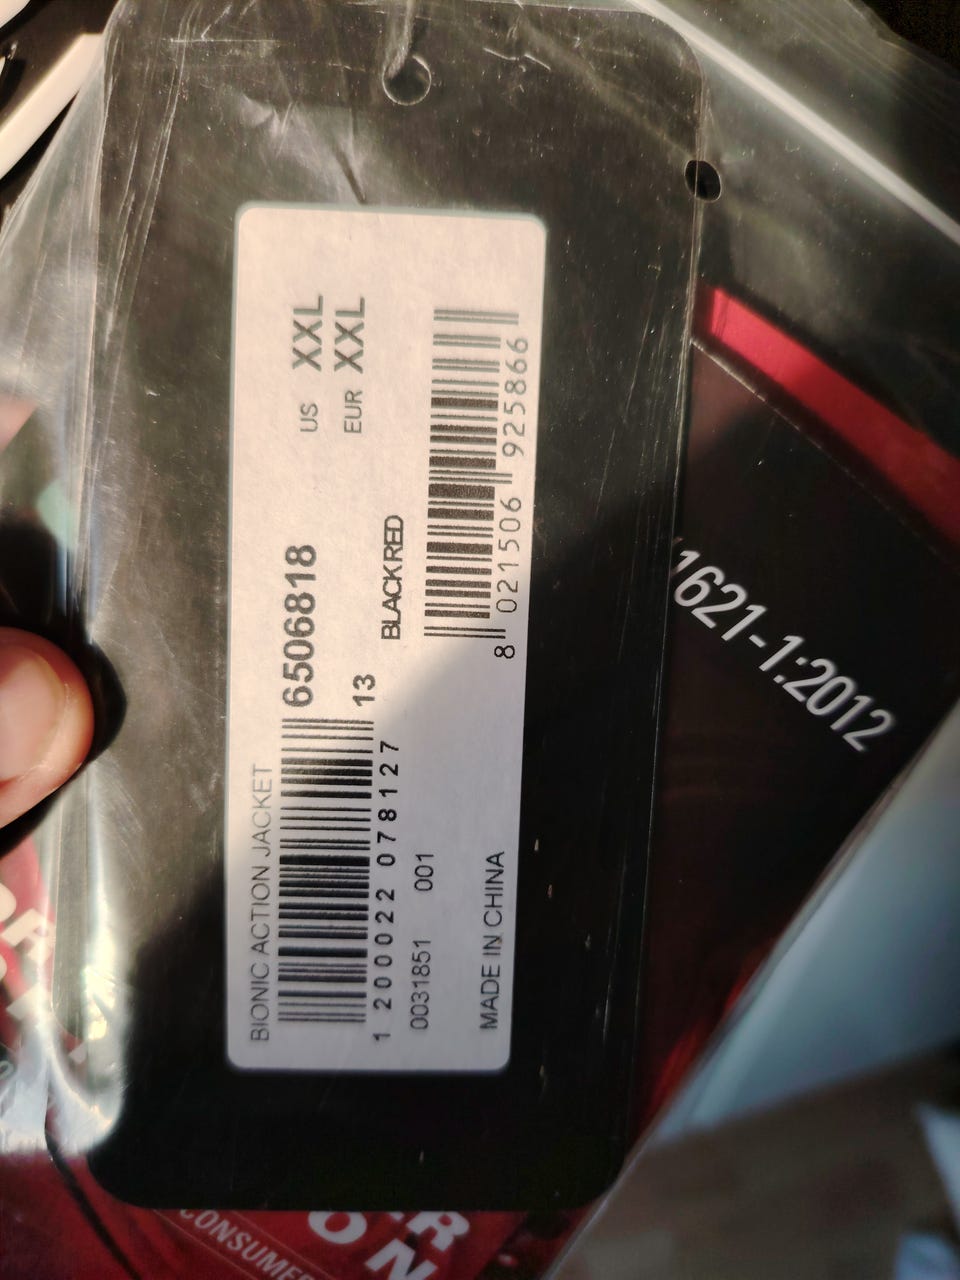 BIONIC ACTION JACKET
6506818
US XXL
EUR XXL
13
1 200022 078127
BLACK RED
0031851 001
8 021506 925866
MADE IN CHINA
1621-1:2012
CONSUMER
ON